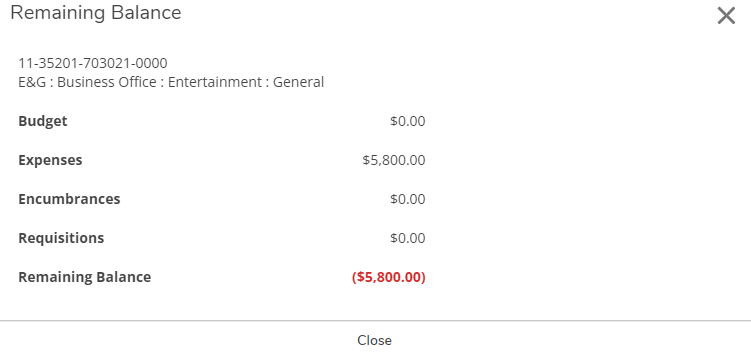 Remaining Balance
11-35201-703021-0000
E&G : Business Office : Entertainment : General
Budget $0.00
Expenses $5,800.00
Encumbrances $0.00
Requisitions $0.00
Remaining Balance ($5,800.00)
Close